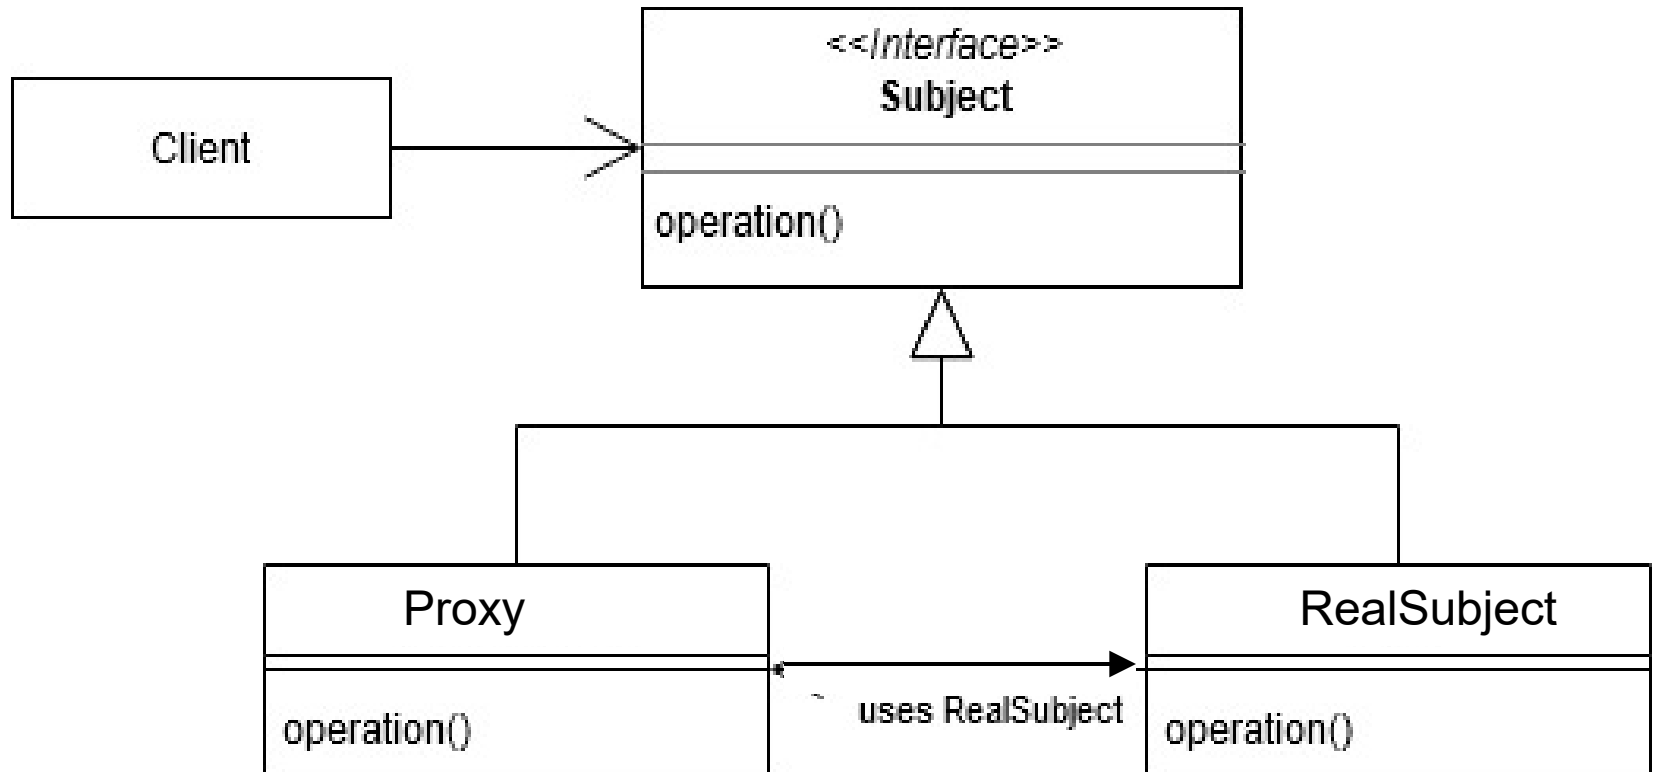 <<Interface>>
Subject
Client
operation()
Proxy
RealSubject
uses RealSubject
operation()
operation()